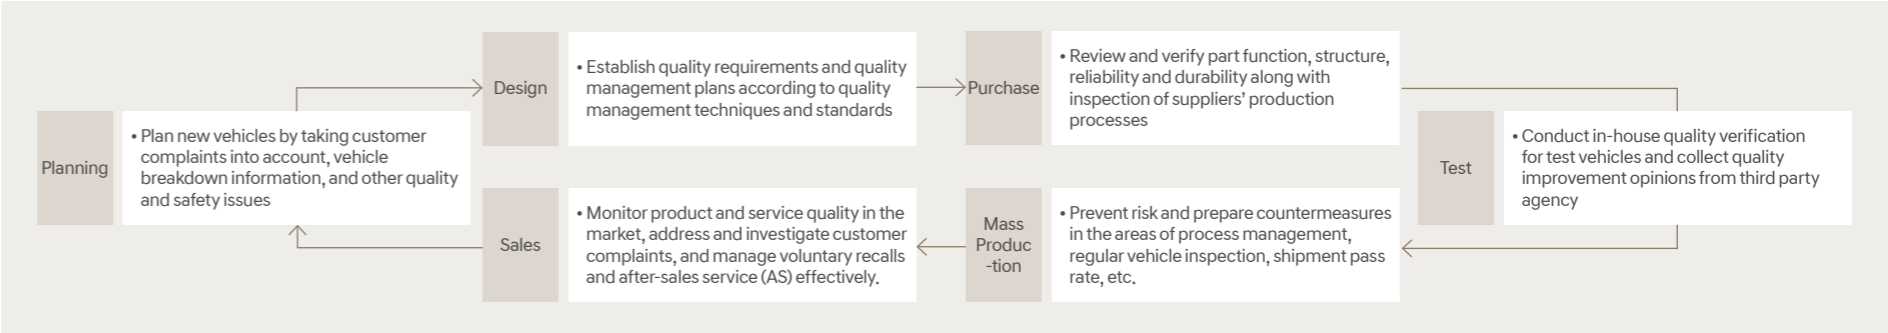 Planning
• Plan new vehicles by taking customer
complaints into account, vehicle
breakdown information, and other quality
and safety issues
Design
• Establish quality requirements and quality
management plans according to quality
management techniques and standards
Purchase
• Review and verify part function, structure,
reliability and durability along with
inspection of suppliers’ production
processes
Test
• Conduct in-house quality verification
for test vehicles and collect quality
improvement opinions from third party
agency
Mass
Produc
-tion
• Prevent risk and prepare countermeasures
in the areas of process management,
regular vehicle inspection, shipment pass
rate, etc.
Sales
• Monitor product and service quality in the
market, address and investigate customer
complaints, and manage voluntary recalls
and after-sales service (AS) effectively.